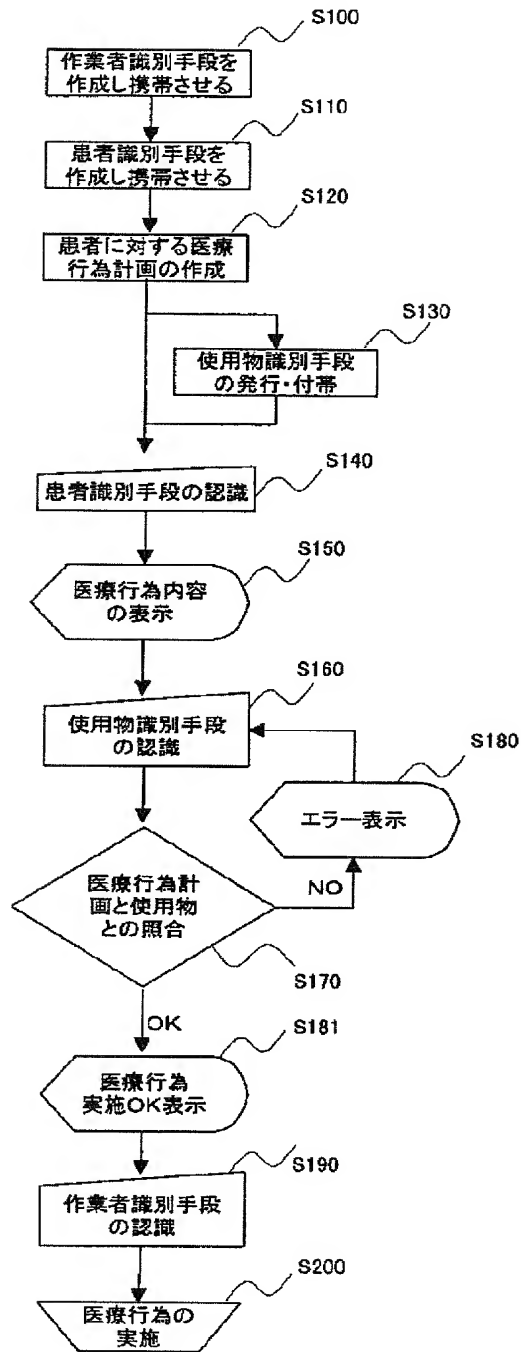 S100
作業者識別手段を
作成し携帯させる
S110
患者識別手段を
作成し携帯させる
S120
患者に対する医療
行為計画の作成
S130
使用物識別手段
の発行・付帯
S140
患者識別手段の認識
S150
医療行為内容
の表示
S160
使用物識別手段
の認識
S180
エラー表示
NO
医療行為計
画と使用物
との照合
S170
OK
S181
医療行為
実施OK表示
S190
作業者識別手段
の認識
S200
医療行為の
実施